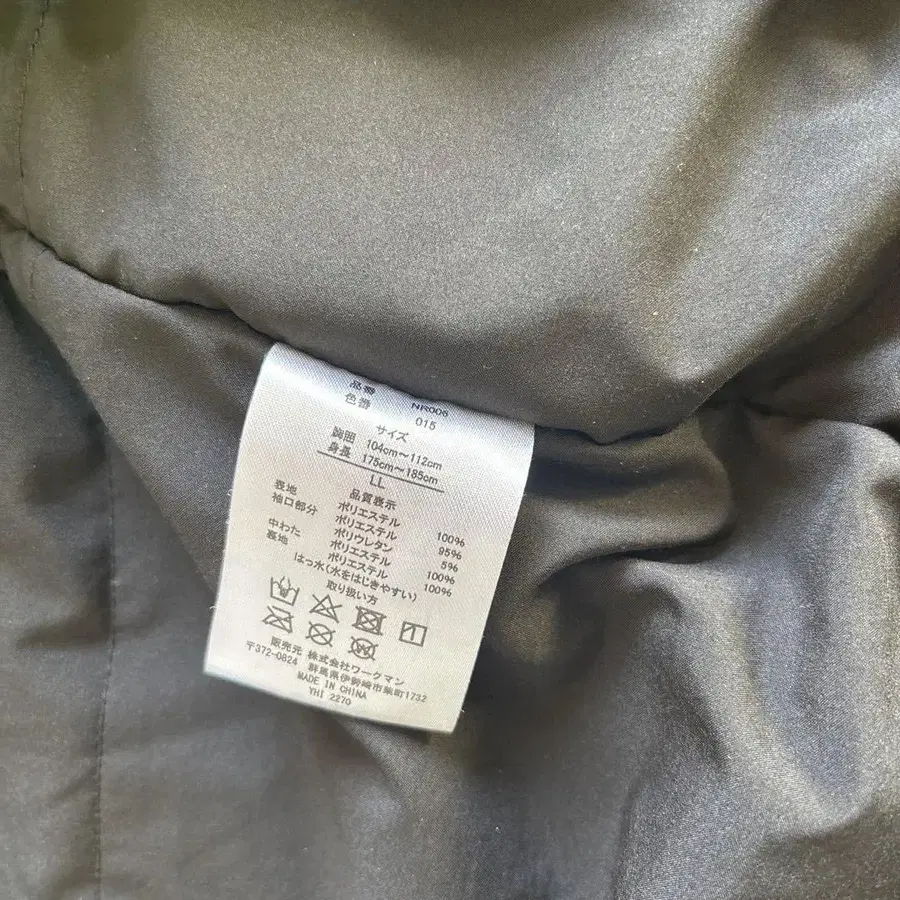 品番 NR006
色番 015
サイズ
胸囲 104cm～112cm
身長 175cm～185cm
LL
品質表示
表地 ポリエステル 100%
袖口部分 ポリエステル 95%
ポリウレタン 5%
中わた ポリエステル 100%
裏地 ポリエステル 100%
はっ水(水をはじきやすい)
取り扱い方
販売元 株式会社ワークマン
〒372-0824 群馬県伊勢崎市柴町1732
MADE IN CHINA
YHI 2270